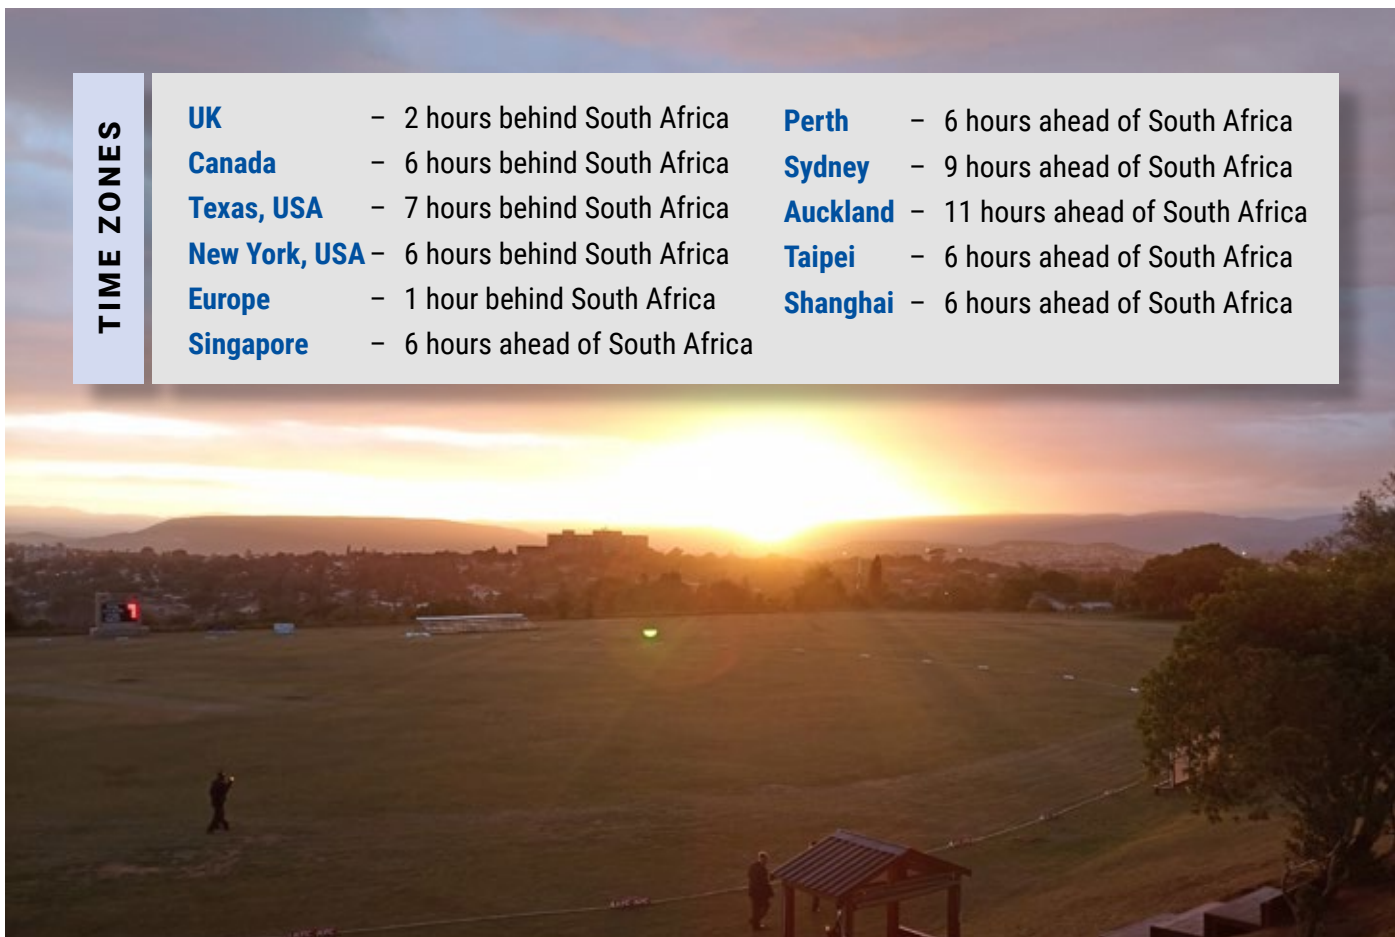 TIME ZONES
UK – 2 hours behind South Africa
Canada – 6 hours behind South Africa
Texas, USA – 7 hours behind South Africa
New York, USA – 6 hours behind South Africa
Europe – 1 hour behind South Africa
Singapore – 6 hours ahead of South Africa
Perth – 6 hours ahead of South Africa
Sydney – 9 hours ahead of South Africa
Auckland – 11 hours ahead of South Africa
Taipei – 6 hours ahead of South Africa
Shanghai – 6 hours ahead of South Africa